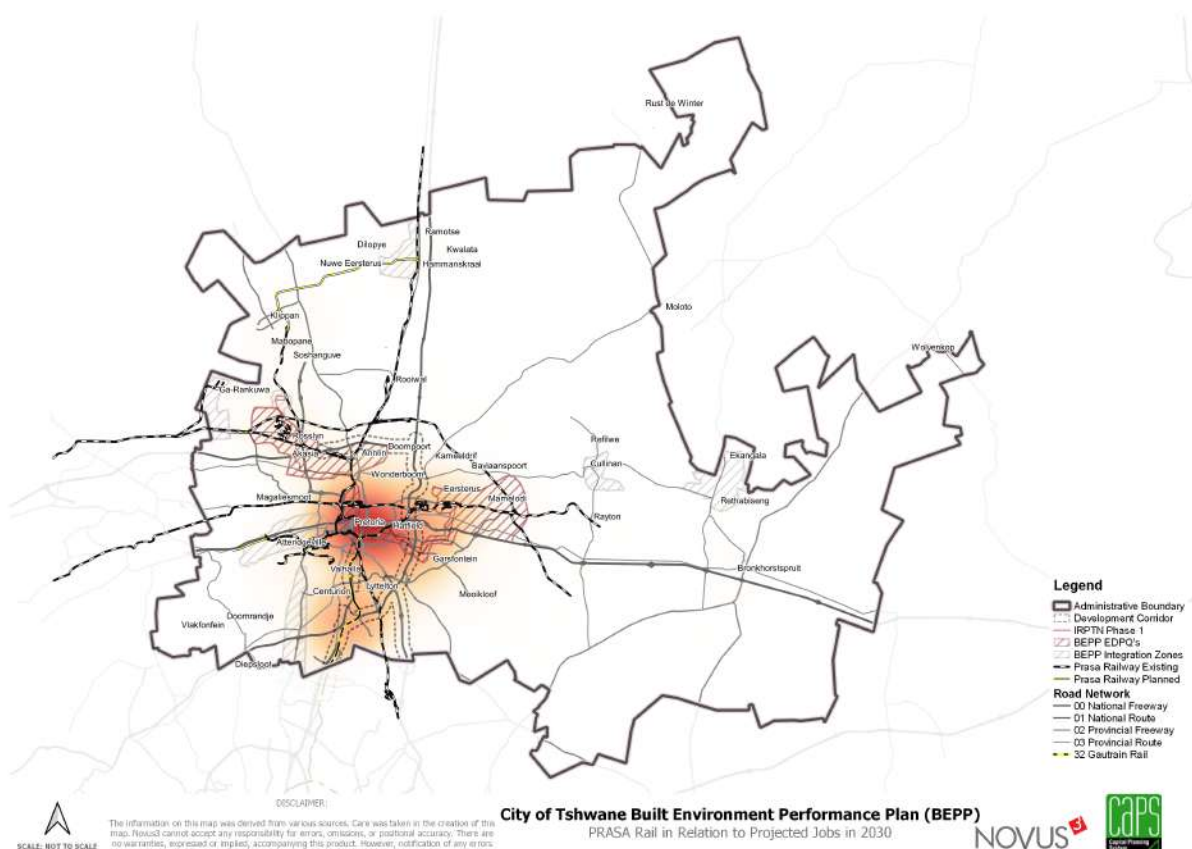 Rust de Winter
Ramotse
Dilopye
Kwalata
Nuwe Eersterus
Hammanskraal
Moloto
Klippan
Mabopane
Soshanguve
Wolvenkop
Rooiwal
Ga-Rankuwa
Rosslyn
Akasia
Annlin
Doornpoort
Kameeldrif
Refilwe
Cullinan
Ekangala
Baviaanspoort
Wonderboom
Eersterus
Mamelodi
Rethabiseng
Magaliesmoot
Rayton
Pretoria
Hatfield
Atteridgeville
Garsfontein
Valhalla
Bronkhorstspruit
Centurion
Lyttelton
Mooikloof
Doornrandje
Vlakfontein
Diepsloot
Legend
Administrative Boundary
Development Corridor
IRPTN Phase 1
BEPP EDPQ's
BEPP Integration Zones
Prasa Railway Existing
Prasa Railway Planned
Road Network
00 National Freeway
01 National Route
02 Provincial Freeway
03 Provincial Route
32 Gautrain Rail
SCALE: NOT TO SCALE
DISCLAIMER:
The information on this map was derived from various sources. Care was taken in the creation of this
map. Novus3 cannot accept any responsibility for errors, omissions, or positional accuracy. There are
no warranties, expressed or implied, accompanying this product. However, notification of any errors
City of Tshwane Built Environment Performance Plan (BEPP)
PRASA Rail in Relation to Projected Jobs in 2030
NOVUS3
CAPS
Capital Planning
System